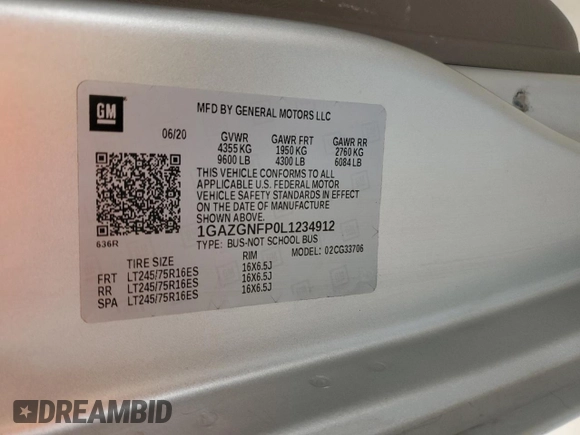 GM
MFD BY GENERAL MOTORS LLC
06/20 GVWR GAWR FRT GAWR RR
4355 KG 1950 KG 2760 KG
9600 LB 4300 LB 6084 LB
THIS VEHICLE CONFORMS TO ALL
APPLICABLE U.S. FEDERAL MOTOR
VEHICLE SAFETY STANDARDS IN EFFECT
ON THE DATE OF MANUFACTURE
SHOWN ABOVE.
1GAZGNFP0L1234912
636R TYPE: BUS-NOT SCHOOL BUS MODEL: 02CG33706
TIRE SIZE RIM
FRT LT245/75R16ES 16X6.5J
RR LT245/75R16ES 16X6.5J
SPA LT245/75R16ES 16X6.5J
DREAMBID